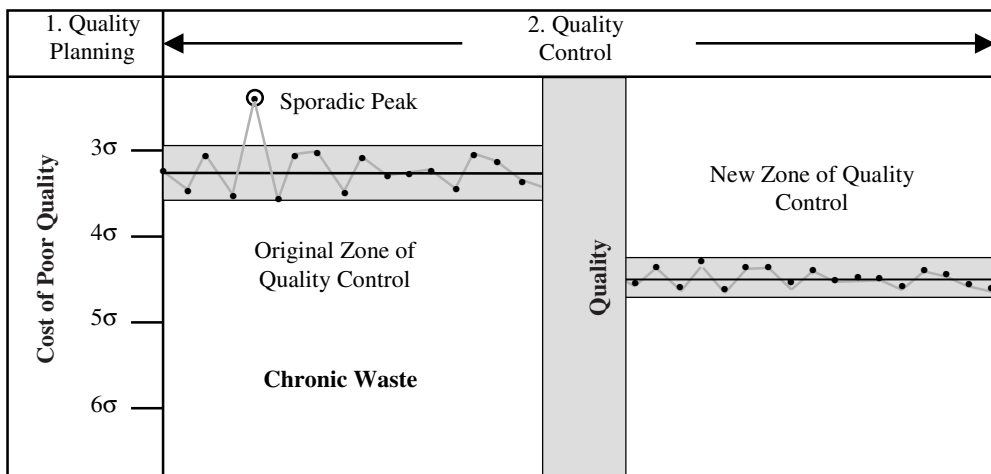 1. Quality
Planning
2. Quality
Control
Sporadic Peak
Cost of Poor Quality
3σ
4σ
5σ
6σ
Original Zone of
Quality Control
Chronic Waste
Quality
New Zone of Quality
Control